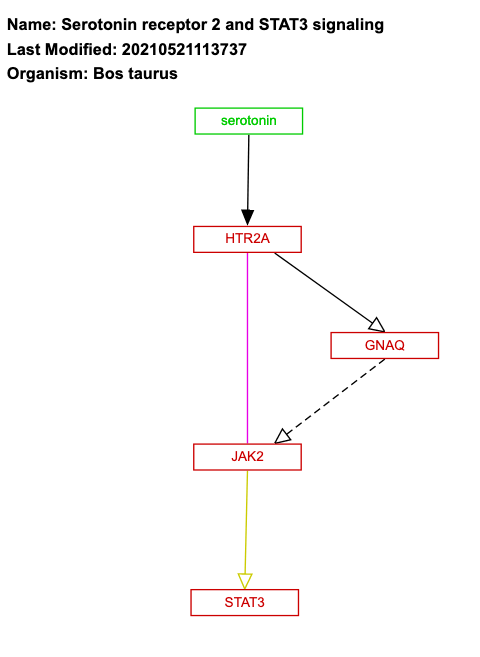 Name: Serotonin receptor 2 and STAT3 signaling
Last Modified: 20210521113737
Organism: Bos taurus
serotonin
HTR2A
GNAQ
JAK2
STAT3